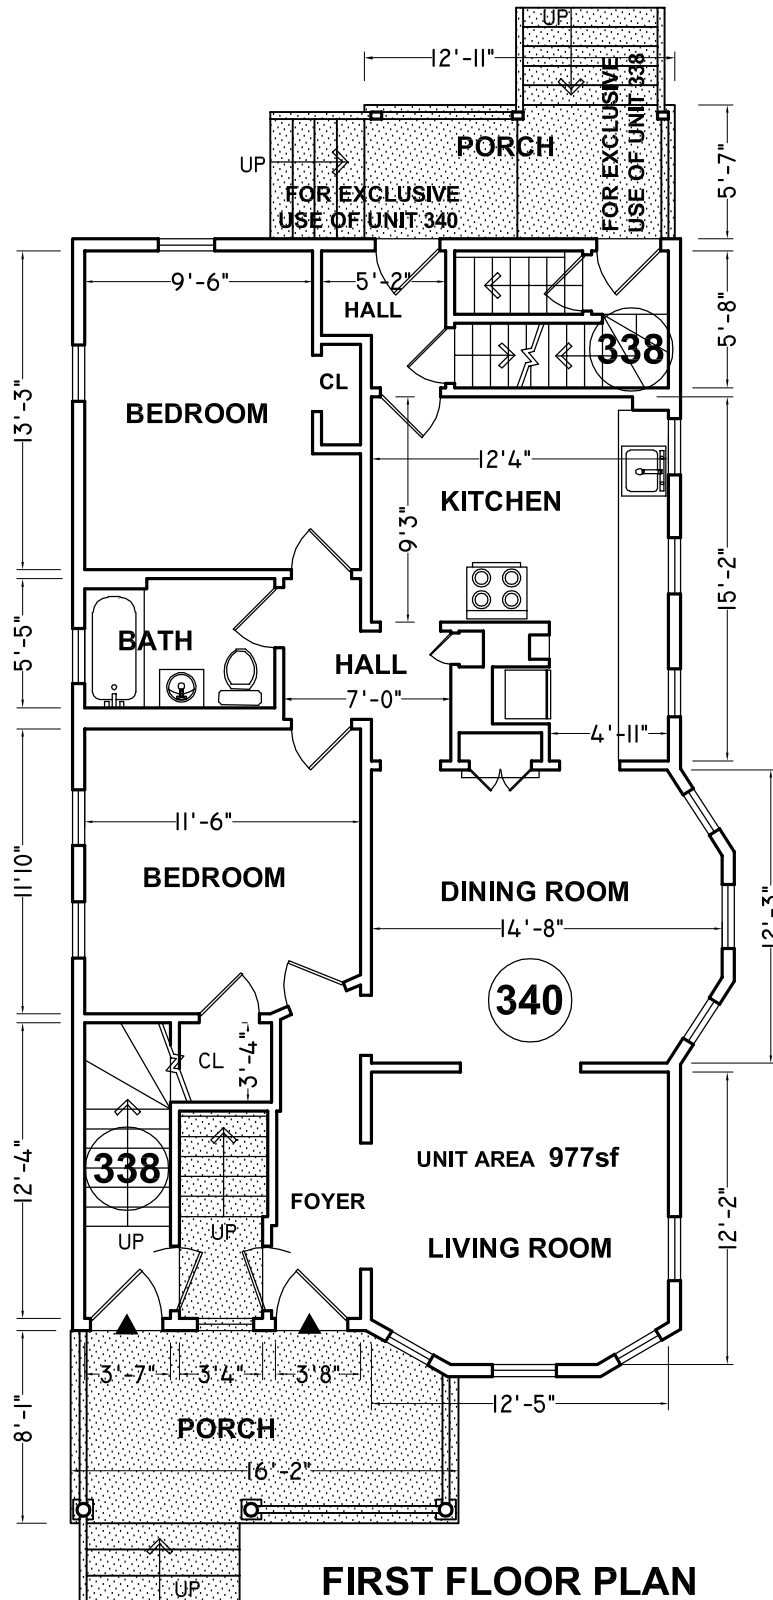 UP
12'-11"
FOR EXCLUSIVE
USE OF UNIT 338
PORCH
5'-7"
UP
FOR EXCLUSIVE
USE OF UNIT 340
9'-6"
5'-2"
HALL
5'-8"
338
CL
13'-3"
BEDROOM
12'4"
KITCHEN
9'3"
15'-2"
5'-5"
BATH
HALL
7'-0"
4'-11"
11'-6"
11'10"
BEDROOM
DINING ROOM
14'-8"
12'-3"
340
CL
3'-4"
12'-4"
338
UNIT AREA 977sf
FOYER
UP
UP
LIVING ROOM
12'-2"
3'-7"
3'4"
3'8"
12'-5"
8'-1"
PORCH
16'-2"
UP
FIRST FLOOR PLAN